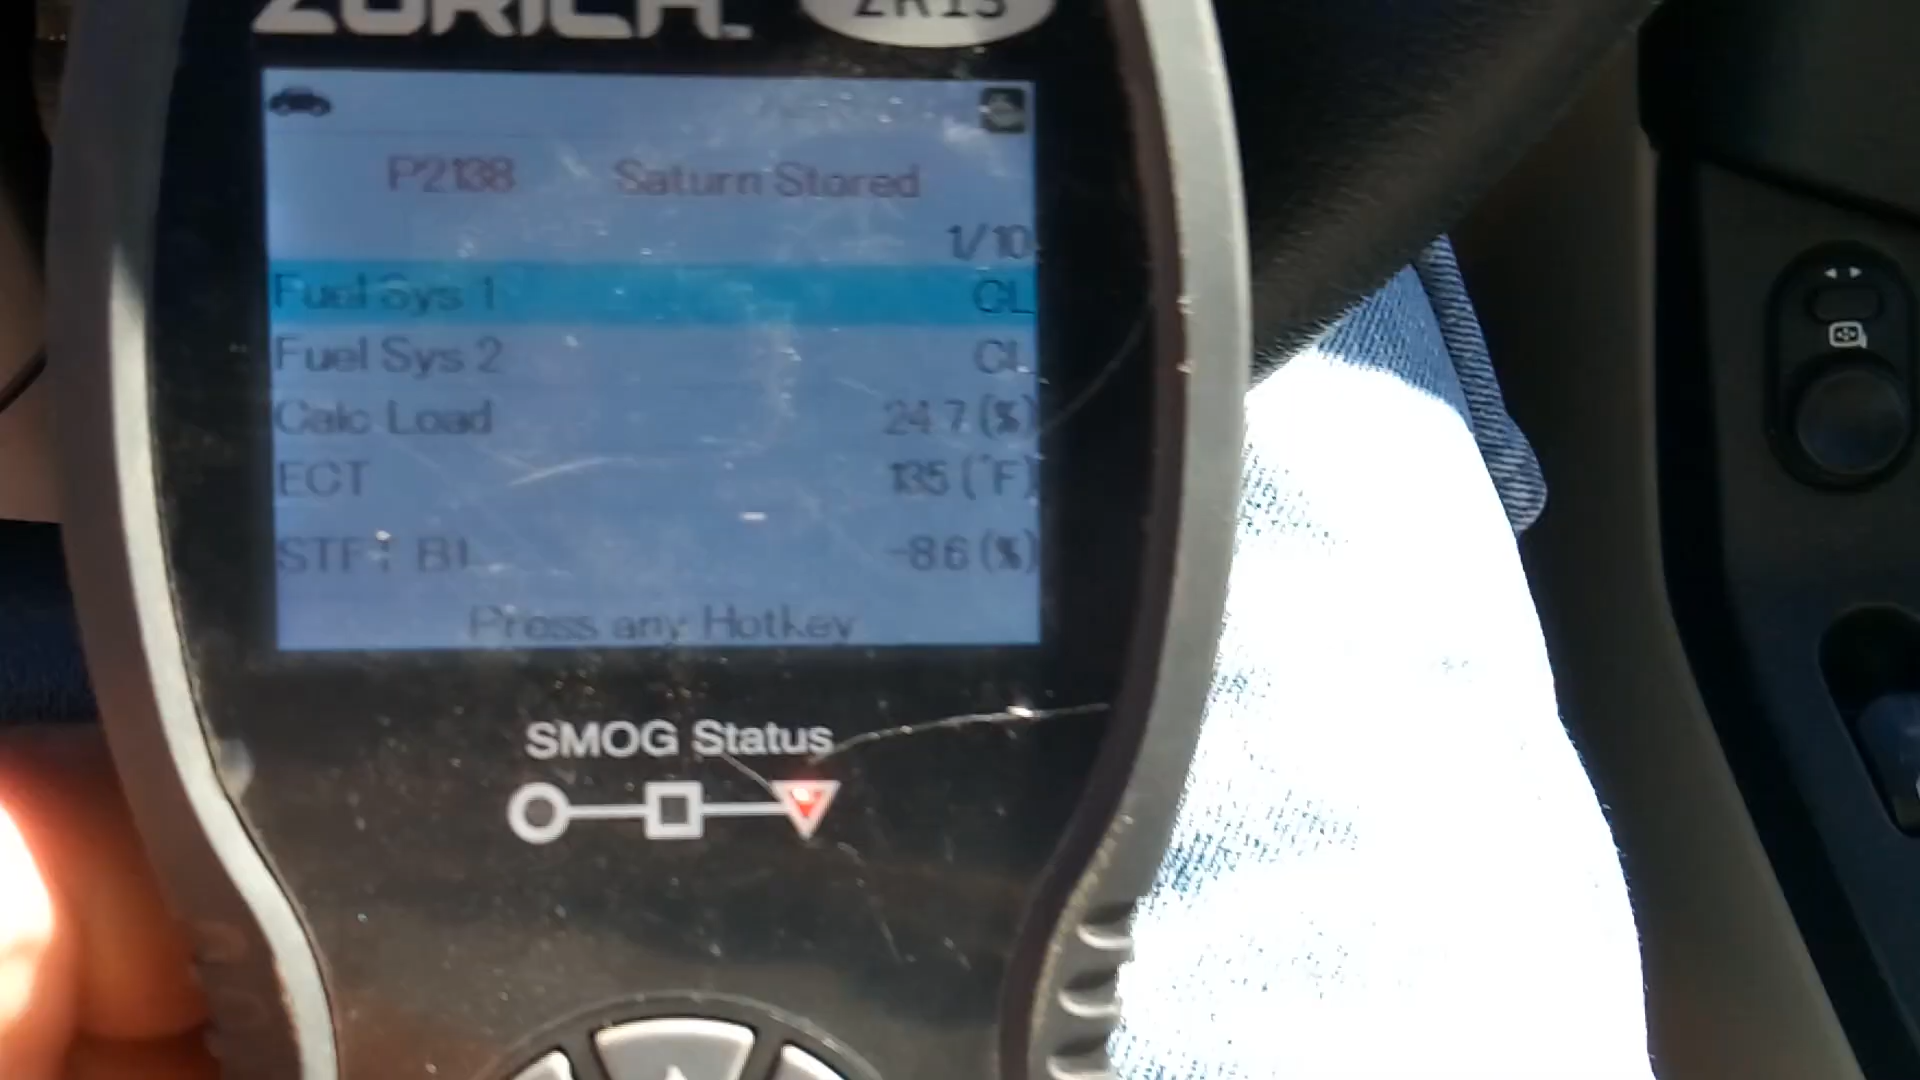 ZURICH™ ZR13
P2138 Saturn Stored
1/10
Fuel Sys 1 CL
Fuel Sys 2 CL
Calc Load 24.7 (%)
ECT 135 (°F)
STFT B1 -8.6 (%)
Press any Hotkey
SMOG Status